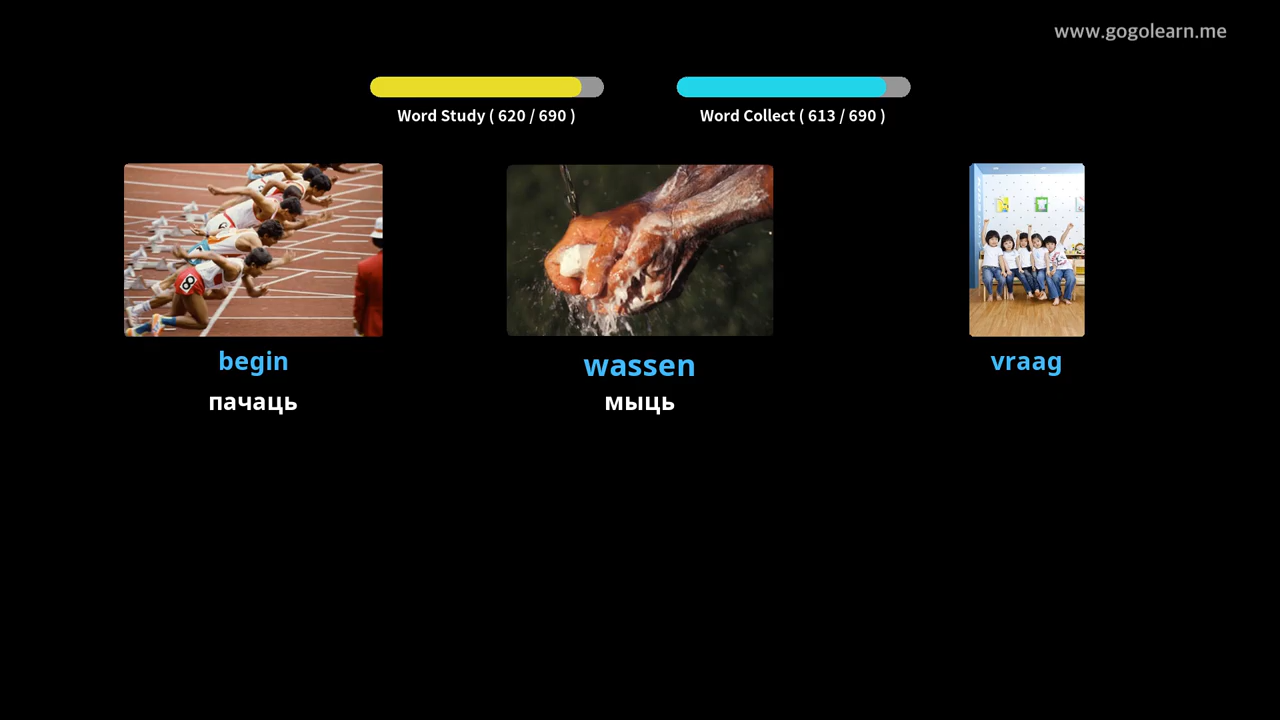 www.gogolearn.me
Word Study ( 620 / 690 )
Word Collect ( 613 / 690 )
begin
wassen
vraag
пачаць
мыць